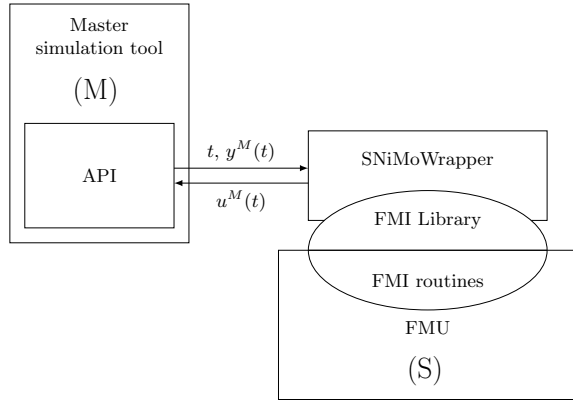 Master
simulation tool
(M)
API
t, y^M(t)
u^M(t)
SNiMoWrapper
FMI Library
FMI routines
FMU
(S)